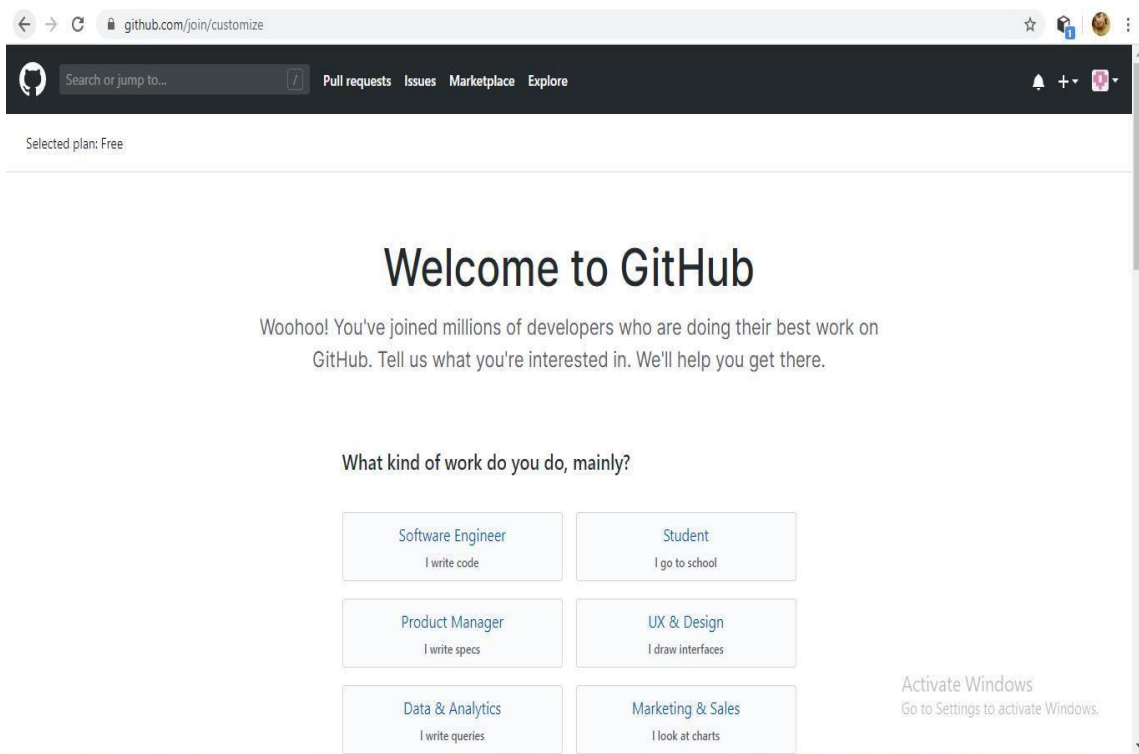 github.com/join/customize
1
Search or jump to... / Pull requests Issues Marketplace Explore
Selected plan: Free
Welcome to GitHub
Woohoo! You've joined millions of developers who are doing their best work on
GitHub. Tell us what you're interested in. We'll help you get there.
What kind of work do you do, mainly?
Software Engineer
I write code
Student
I go to school
Product Manager
I write specs
UX & Design
I draw interfaces
Data & Analytics
I write queries
Marketing & Sales
I look at charts
Activate Windows
Go to Settings to activate Windows.